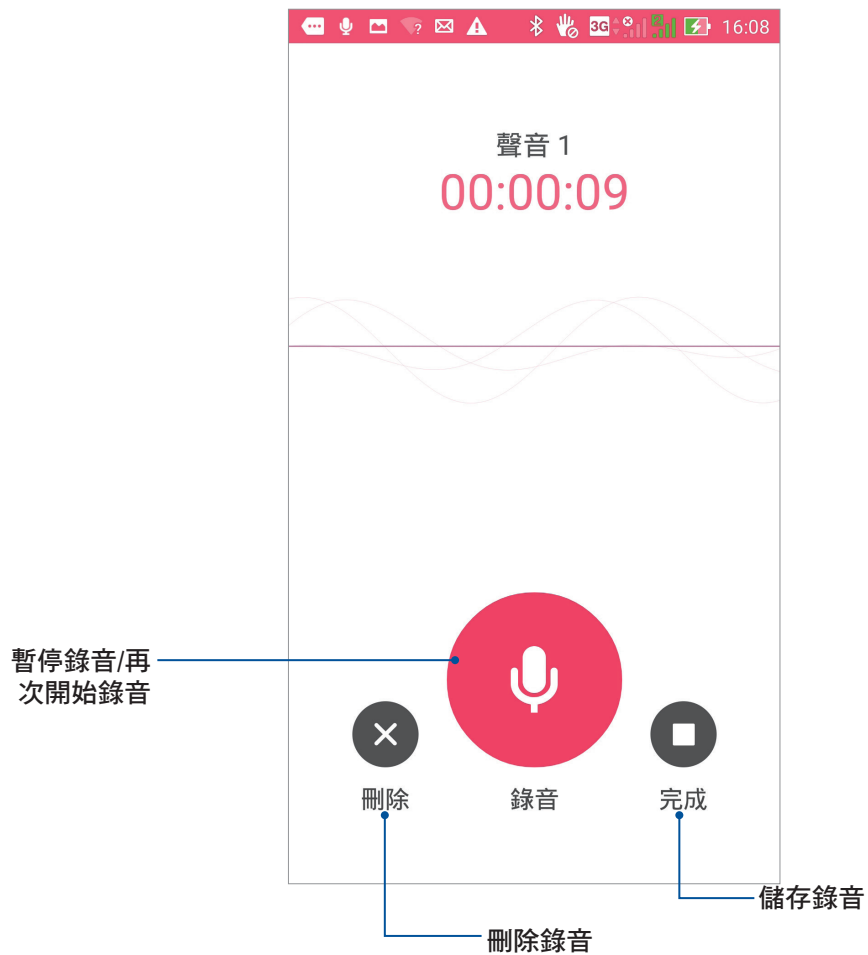 3G 16:08
聲音 1
00:00:09
暫停錄音/再
次開始錄音
刪除 錄音 完成
儲存錄音
刪除錄音